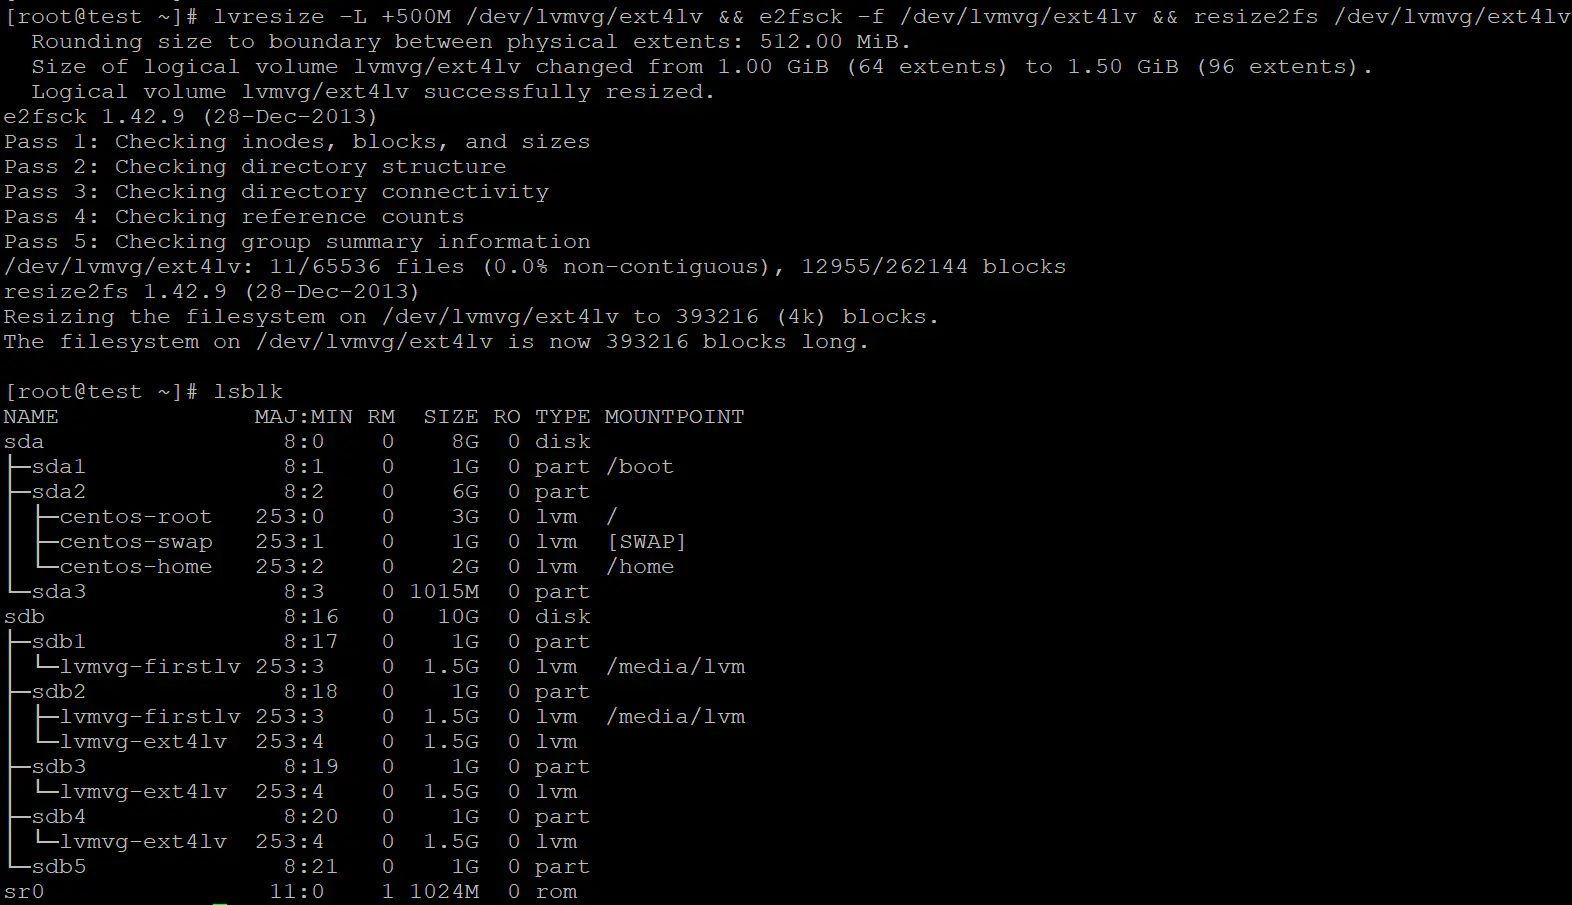 [root@test ~]# lvresize -L +500M /dev/lvmvg/ext4lv && e2fsck -f /dev/lvmvg/ext4lv && resize2fs /dev/lvmvg/ext4lv
  Rounding size to boundary between physical extents: 512.00 MiB.
  Size of logical volume lvmvg/ext4lv changed from 1.00 GiB (64 extents) to 1.50 GiB (96 extents).
  Logical volume lvmvg/ext4lv successfully resized.
e2fsck 1.42.9 (28-Dec-2013)
Pass 1: Checking inodes, blocks, and sizes
Pass 2: Checking directory structure
Pass 3: Checking directory connectivity
Pass 4: Checking reference counts
Pass 5: Checking group summary information
/dev/lvmvg/ext4lv: 11/65536 files (0.0% non-contiguous), 12955/262144 blocks
resize2fs 1.42.9 (28-Dec-2013)
Resizing the filesystem on /dev/lvmvg/ext4lv to 393216 (4k) blocks.
The filesystem on /dev/lvmvg/ext4lv is now 393216 blocks long.

[root@test ~]# lsblk
NAME              MAJ:MIN RM  SIZE RO TYPE MOUNTPOINT
sda                 8:0    0    8G  0 disk
├─sda1              8:1    0    1G  0 part /boot
├─sda2              8:2    0    6G  0 part
│ ├─centos-root   253:0    0    3G  0 lvm  /
│ ├─centos-swap   253:1    0    1G  0 lvm  [SWAP]
│ └─centos-home   253:2    0    2G  0 lvm  /home
└─sda3              8:3    0 1015M  0 part
sdb                 8:16   0   10G  0 disk
├─sdb1              8:17   0    1G  0 part
│ └─lvmvg-firstlv 253:3    0  1.5G  0 lvm  /media/lvm
├─sdb2              8:18   0    1G  0 part
│ ├─lvmvg-firstlv 253:3    0  1.5G  0 lvm  /media/lvm
│ └─lvmvg-ext4lv  253:4    0  1.5G  0 lvm
├─sdb3              8:19   0    1G  0 part
│ └─lvmvg-ext4lv  253:4    0  1.5G  0 lvm
├─sdb4              8:20   0    1G  0 part
│ └─lvmvg-ext4lv  253:4    0  1.5G  0 lvm
└─sdb5              8:21   0    1G  0 part
sr0                11:0    1 1024M  0 rom